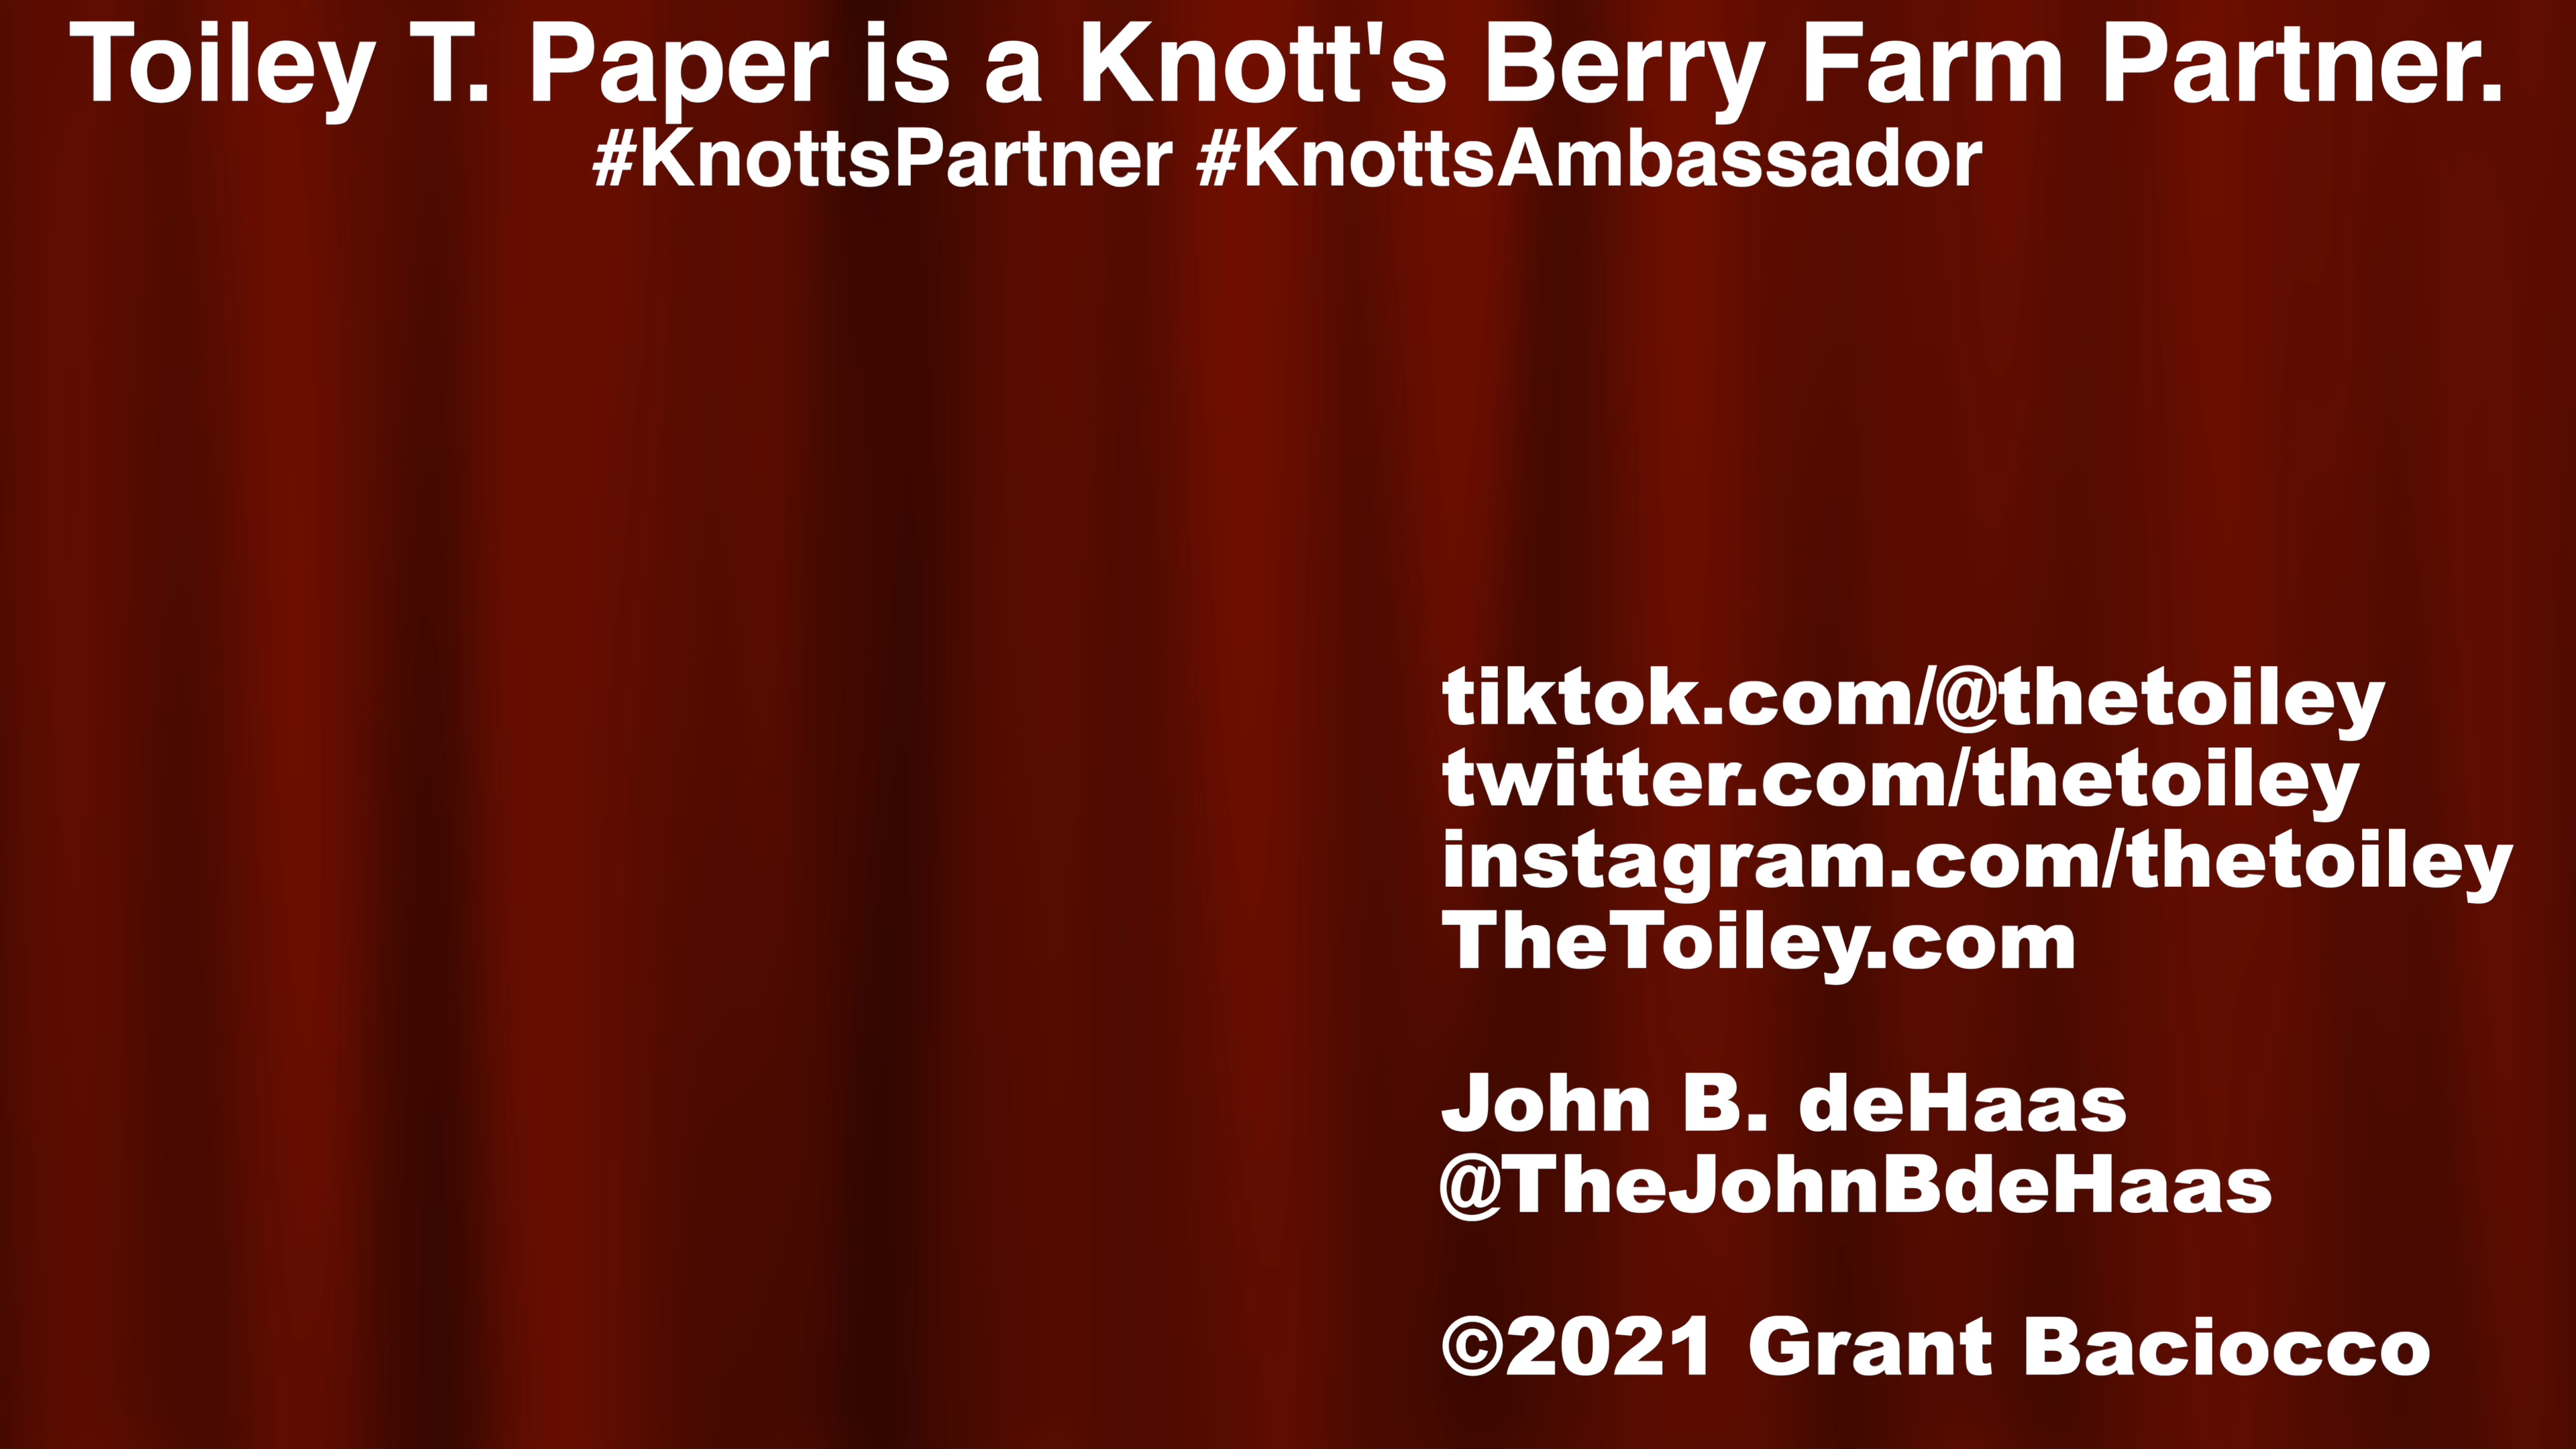 Toiley T. Paper is a Knott's Berry Farm Partner.
#KnottsPartner #KnottsAmbassador
tiktok.com/@thetoiley
twitter.com/thetoiley
instagram.com/thetoiley
TheToiley.com
John B. deHaas
@TheJohnBdeHaas
©2021 Grant Baciocco